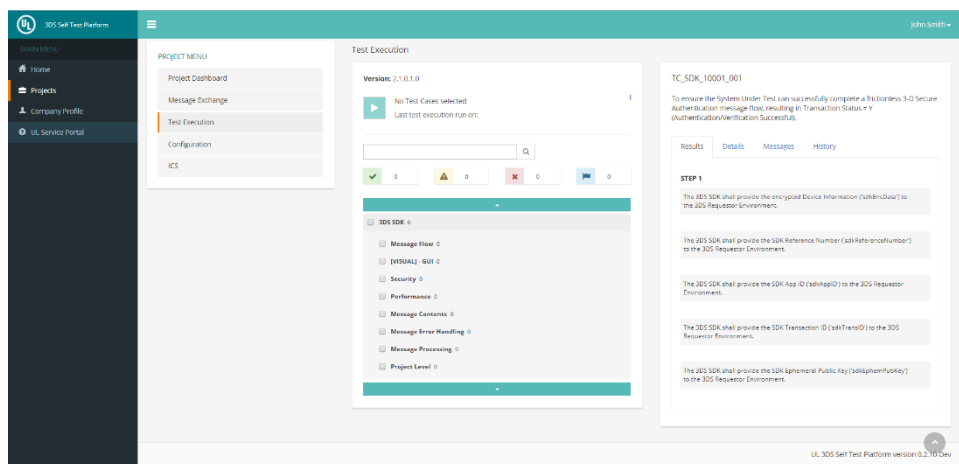 UL
3DS Self Test Platform
John Smith
MAIN MENU
Home
Projects
Company Profile
UL Service Portal
PROJECT MENU
Project Dashboard
Message Exchange
Test Execution
Configuration
ICS
Test Execution
Version: 2.1.0.1.0
No Test Cases selected
Last test execution run on:
0 0 0 0
3DS SDK 0
Message Flow 0
[VISUAL] - GUI 0
Security 0
Performance 0
Message Contents 0
Message Error Handling 0
Message Processing 0
Project Level 0
TC_SDK_10001_001
To ensure the System Under Test can successfully complete a frictionless 3-D Secure
Authentication message flow, resulting in Transaction Status = Y
(Authentication/Verification Successful).
Results Details Messages History
STEP 1
The 3DS SDK shall provide the encrypted Device Information ('sdkEncData') to
the 3DS Requestor Environment.
The 3DS SDK shall provide the SDK Reference Number ('sdkReferenceNumber')
to the 3DS Requestor Environment.
The 3DS SDK shall provide the SDK App ID ('sdkAppID') to the 3DS Requestor
Environment.
The 3DS SDK shall provide the SDK Transaction ID ('sdkTransID') to the 3DS
Requestor Environment.
The 3DS SDK shall provide the SDK Ephemeral Public Key ('sdkEphemPubKey')
to the 3DS Requestor Environment.
UL 3DS Self Test Platform version 0.2.10-Dev